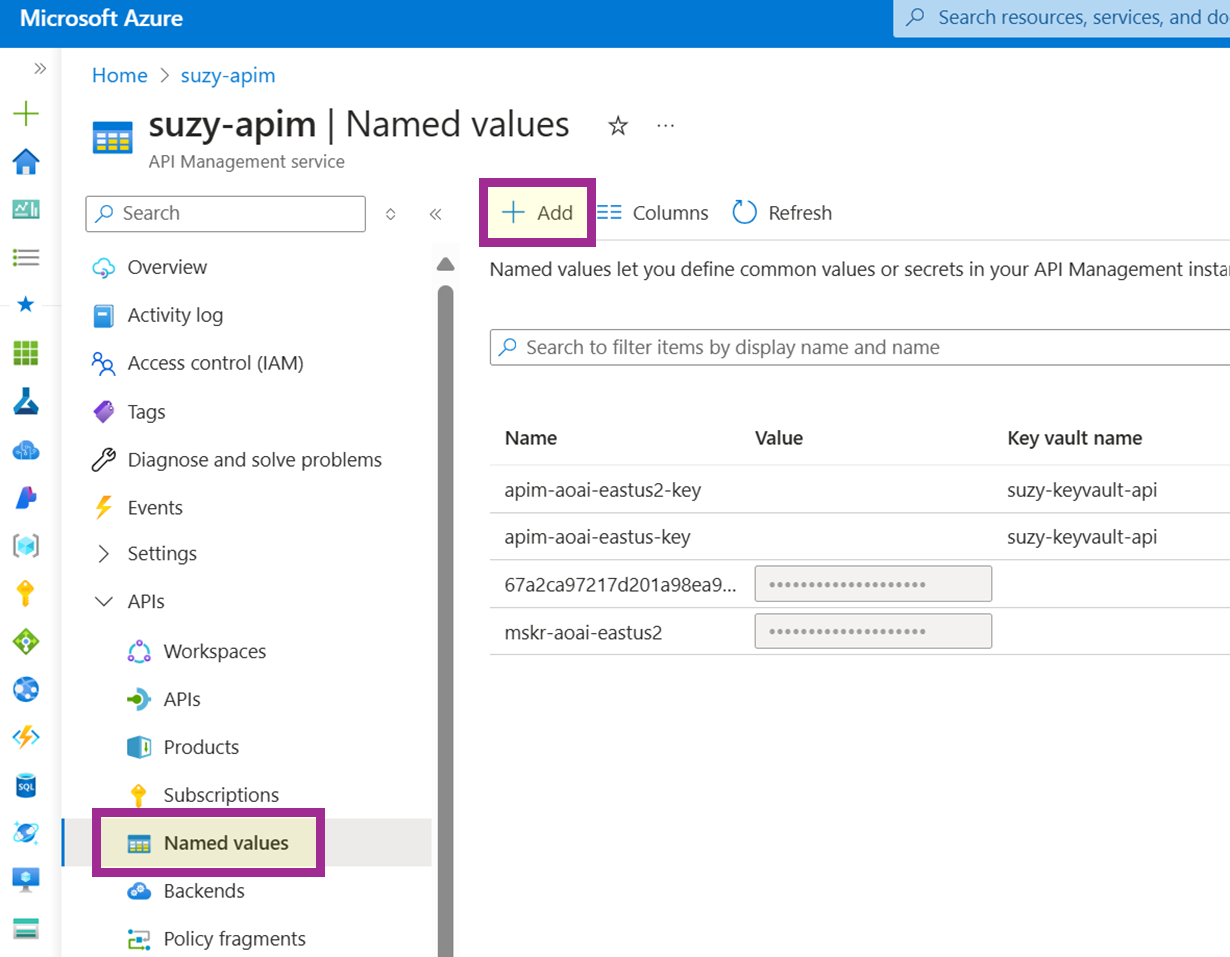 Microsoft Azure
Search resources, services, and do
Home > suzy-apim
suzy-apim | Named values
API Management service
Search
Add
Columns
Refresh
Overview
Activity log
Access control (IAM)
Tags
Diagnose and solve problems
Events
Settings
APIs
Workspaces
APIs
Products
Subscriptions
Named values
Backends
Policy fragments
Named values let you define common values or secrets in your API Management insta
Search to filter items by display name and name
Name Value Key vault name
apim-aoai-eastus2-key suzy-keyvault-api
apim-aoai-eastus-key suzy-keyvault-api
67a2ca97217d201a98ea9... ••••••••••••••••••••
mskr-aoai-eastus2 ••••••••••••••••••••
SQL